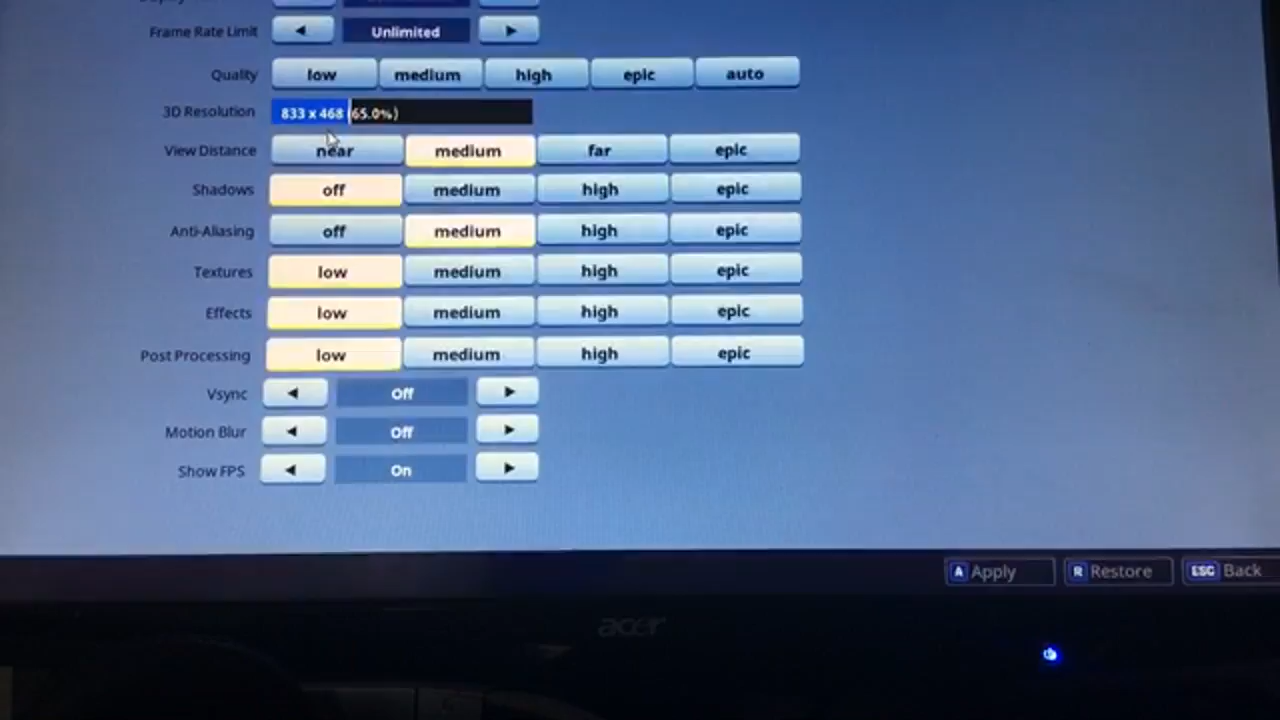 Frame Rate Limit ◄ Unlimited ►
Quality low medium high epic auto
3D Resolution 833 x 468 (65.0%)
View Distance near medium far epic
Shadows off medium high epic
Anti-Aliasing off medium high epic
Textures low medium high epic
Effects low medium high epic
Post Processing low medium high epic
Vsync ◄ Off ►
Motion Blur ◄ Off ►
Show FPS ◄ On ►
A Apply R Restore ESC Back
acer